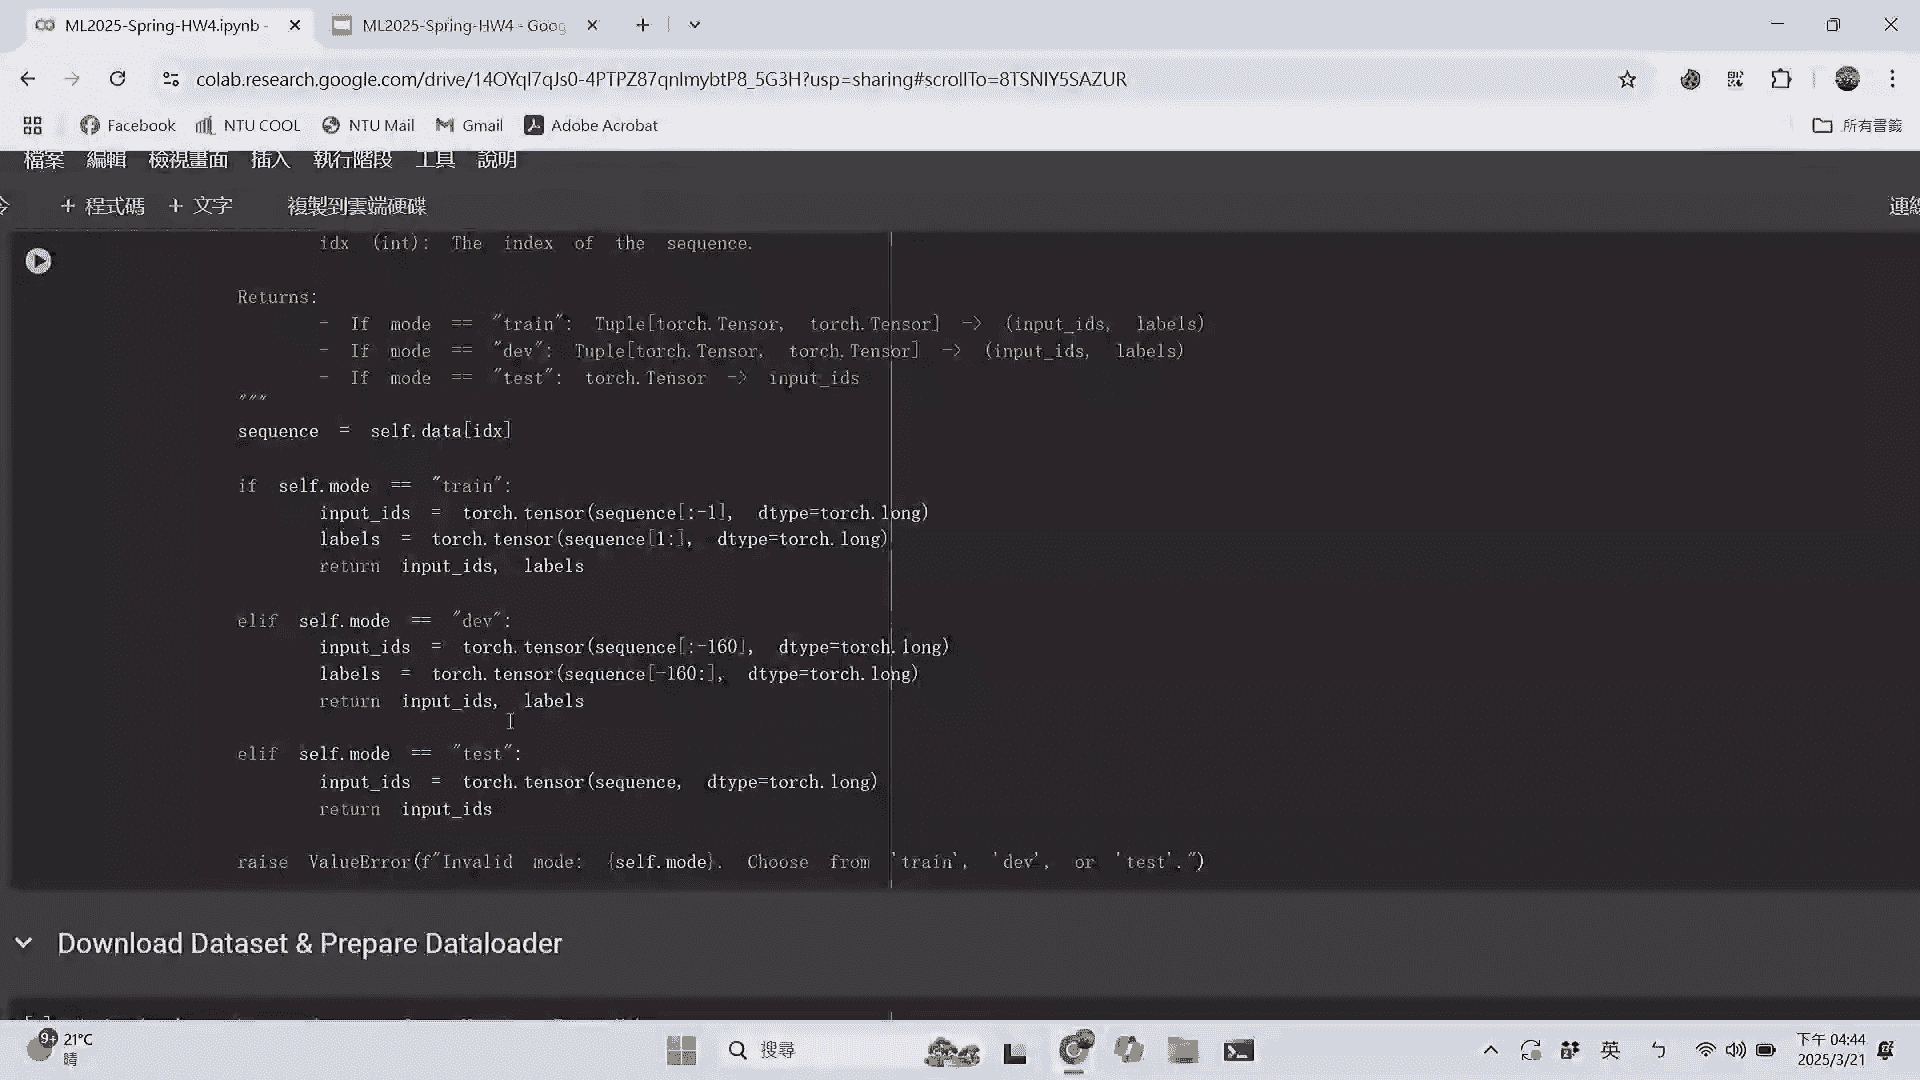 ML2025-Spring-HW4.ipynb -
ML2025-Spring-HW4 - Goog
colab.research.google.com/drive/14OYql7qJs0-4PTPZ87qnlmybtP8_5G3H?usp=sharing#scrollTo=8TSNIY5SAZUR
Facebook NTU COOL NTU Mail Gmail Adobe Acrobat 所有書籤
檔案 編輯 檢視畫面 插入 執行階段 工具 說明
+ 程式碼 + 文字 複製到雲端硬碟
idx (int): The index of the sequence.
Returns:
- If mode == "train": Tuple[torch.Tensor, torch.Tensor] -> (input_ids, labels)
- If mode == "dev": Tuple[torch.Tensor, torch.Tensor] -> (input_ids, labels)
- If mode == "test": torch.Tensor -> input_ids
"""
sequence = self.data[idx]
if self.mode == "train":
input_ids = torch.tensor(sequence[:-1], dtype=torch.long)
labels = torch.tensor(sequence[1:], dtype=torch.long)
return input_ids, labels
elif self.mode == "dev":
input_ids = torch.tensor(sequence[:-160], dtype=torch.long)
labels = torch.tensor(sequence[-160:], dtype=torch.long)
return input_ids, labels
elif self.mode == "test":
input_ids = torch.tensor(sequence, dtype=torch.long)
return input_ids
raise ValueError(f"Invalid mode: {self.mode}. Choose from 'train', 'dev', or 'test'.")
Download Dataset & Prepare Dataloader
9+ 21°C
晴
搜尋
英
ㄅ
下午 04:44
2025/3/21